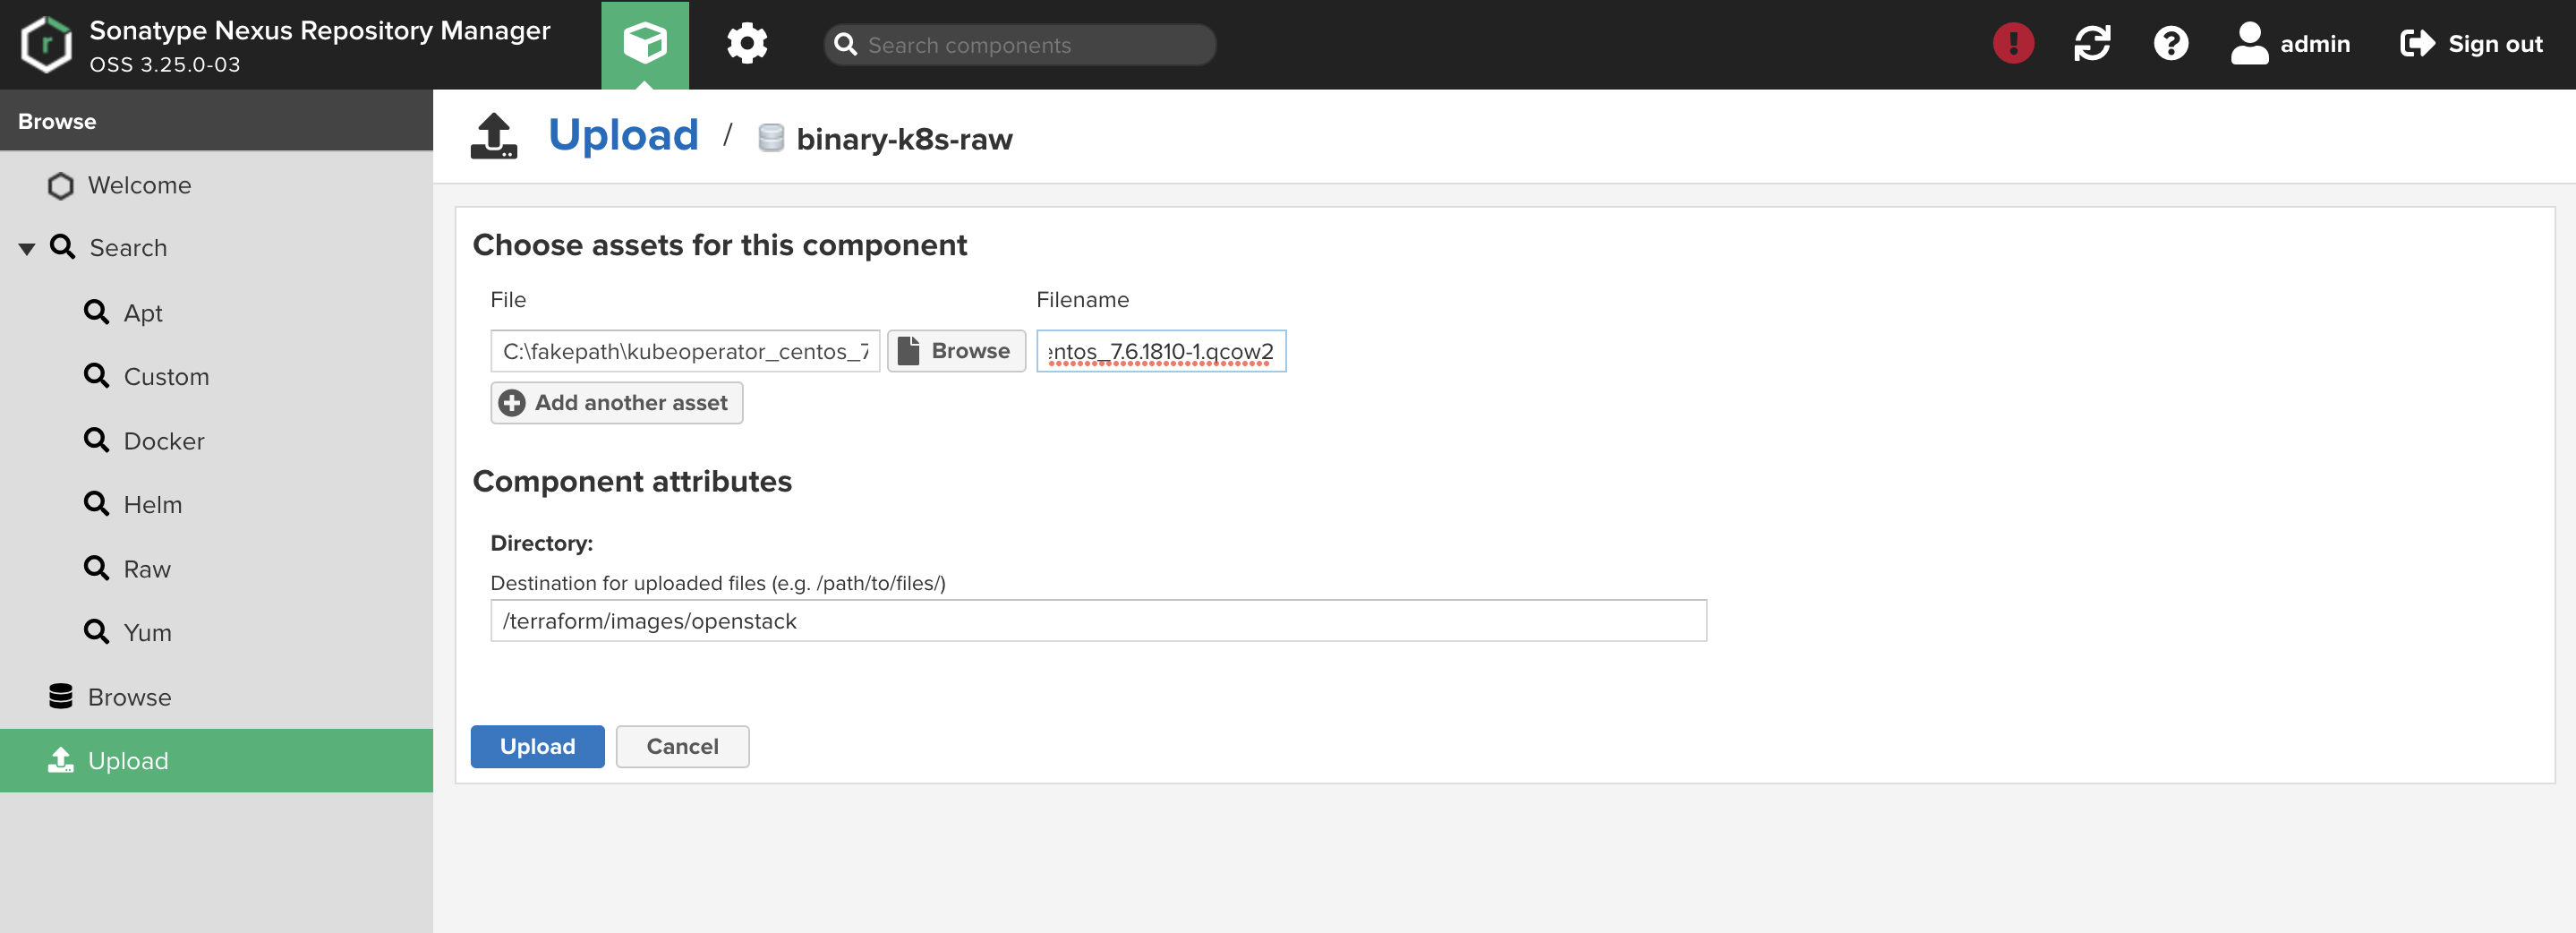 Sonatype Nexus Repository Manager
OSS 3.25.0-03
Search components
admin
Sign out
Browse
Welcome
Search
Apt
Custom
Docker
Helm
Raw
Yum
Browse
Upload
Upload / binary-k8s-raw
Choose assets for this component
File
Filename
C:\fakepath\kubeoperator_centos_7
Browse
entos_7.6.1810-1.qcow2
Add another asset
Component attributes
Directory:
Destination for uploaded files (e.g. /path/to/files/)
/terraform/images/openstack
Upload
Cancel